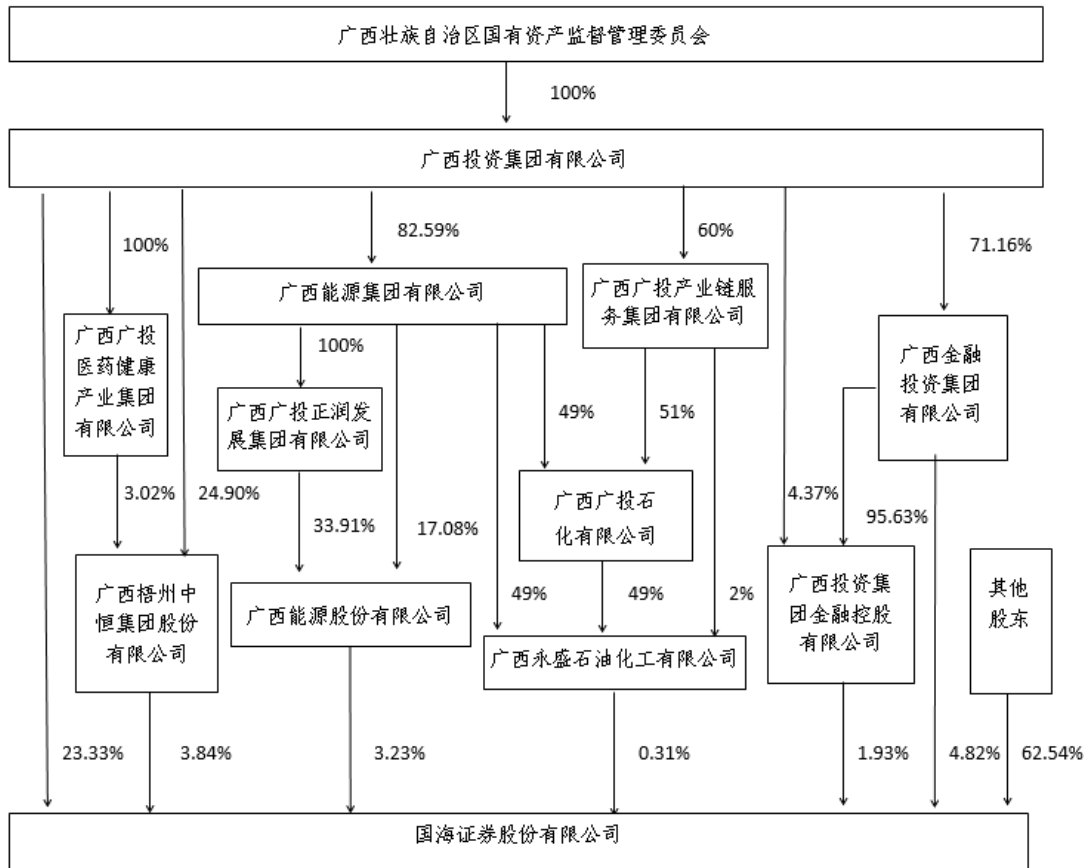 广西壮族自治区国有资产监督管理委员会
100%
广西投资集团有限公司
100%
82.59%
60%
71.16%
广西能源集团有限公司
广西广投产业链服
务集团有限公司
广西广投
医药健康
产业集团
有限公司
100%
广西金融
投资集团
有限公司
广西广投正润发
展集团有限公司
49%
51%
3.02%
24.90%
33.91%
17.08%
广西广投石
化有限公司
4.37%
95.63%
广西梧州中
恒集团股份
有限公司
广西能源股份有限公司
49%
49%
2%
广西投资集
团金融控股
有限公司
其他
股东
广西永盛石油化工有限公司
23.33%
3.84%
3.23%
0.31%
1.93%
4.82%
62.54%
国海证券股份有限公司